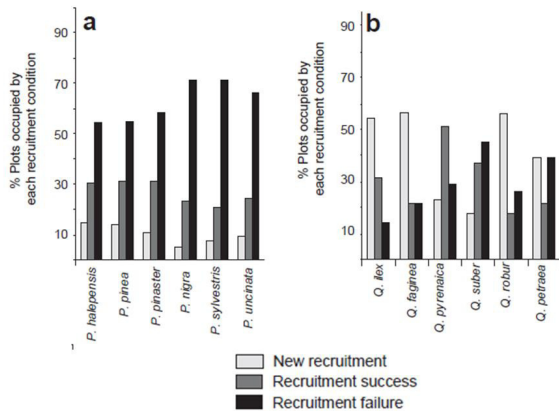 a
% Plots occupied by
each recruitment condition
90
70
50
30
10
P. halepensis
P. pinea
P. pinaster
P. nigra
P. sylvestris
P. uncinata
b
% Plots occupied by
each recruitment condition
90
70
50
30
10
Q. ilex
Q. faginea
Q. pyrenaica
Q. suber
Q. robur
Q. petraea
1
New recruitment
Recruitment success
Recruitment failure